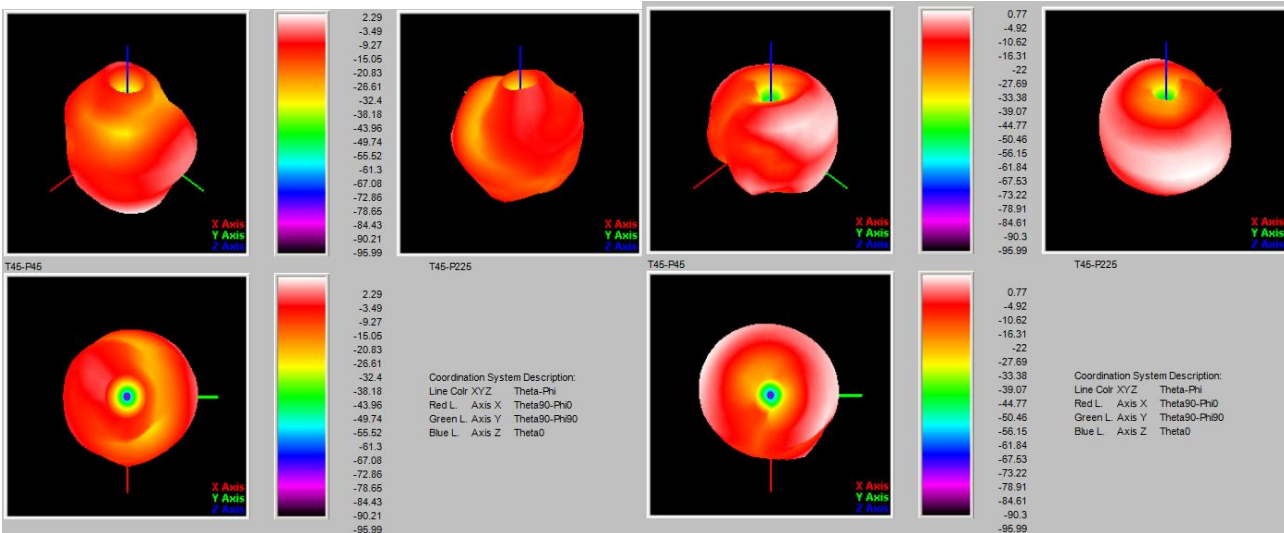 X Axis
Y Axis
Z Axis
2.29
-3.49
-9.27
-15.05
-20.83
-26.61
-32.4
-38.18
-43.96
-49.74
-55.52
-61.3
-67.08
-72.86
-78.65
-84.43
-90.21
-95.99
X Axis
Y Axis
Z Axis
X Axis
Y Axis
Z Axis
0.77
-4.92
-10.62
-16.31
-22
-27.69
-33.38
-39.07
-44.77
-50.46
-56.15
-61.84
-67.53
-73.22
-78.91
-84.61
-90.3
-95.99
X Axis
Y Axis
Z Axis
T45-P45
T45-P225
T45-P45
T45-P225
X Axis
Y Axis
Z Axis
2.29
-3.49
-9.27
-15.05
-20.83
-26.61
-32.4
-38.18
-43.96
-49.74
-55.52
-61.3
-67.08
-72.86
-78.65
-84.43
-90.21
-95.99
Coordination System Description:
Line Colr XYZ Theta-Phi
Red L. Axis X Theta90-Phi0
Green L. Axis Y Theta90-Phi90
Blue L. Axis Z Theta0
X Axis
Y Axis
Z Axis
0.77
-4.92
-10.62
-16.31
-22
-27.69
-33.38
-39.07
-44.77
-50.46
-56.15
-61.84
-67.53
-73.22
-78.91
-84.61
-90.3
-95.99
Coordination System Description:
Line Colr XYZ Theta-Phi
Red L. Axis X Theta90-Phi0
Green L. Axis Y Theta90-Phi90
Blue L. Axis Z Theta0